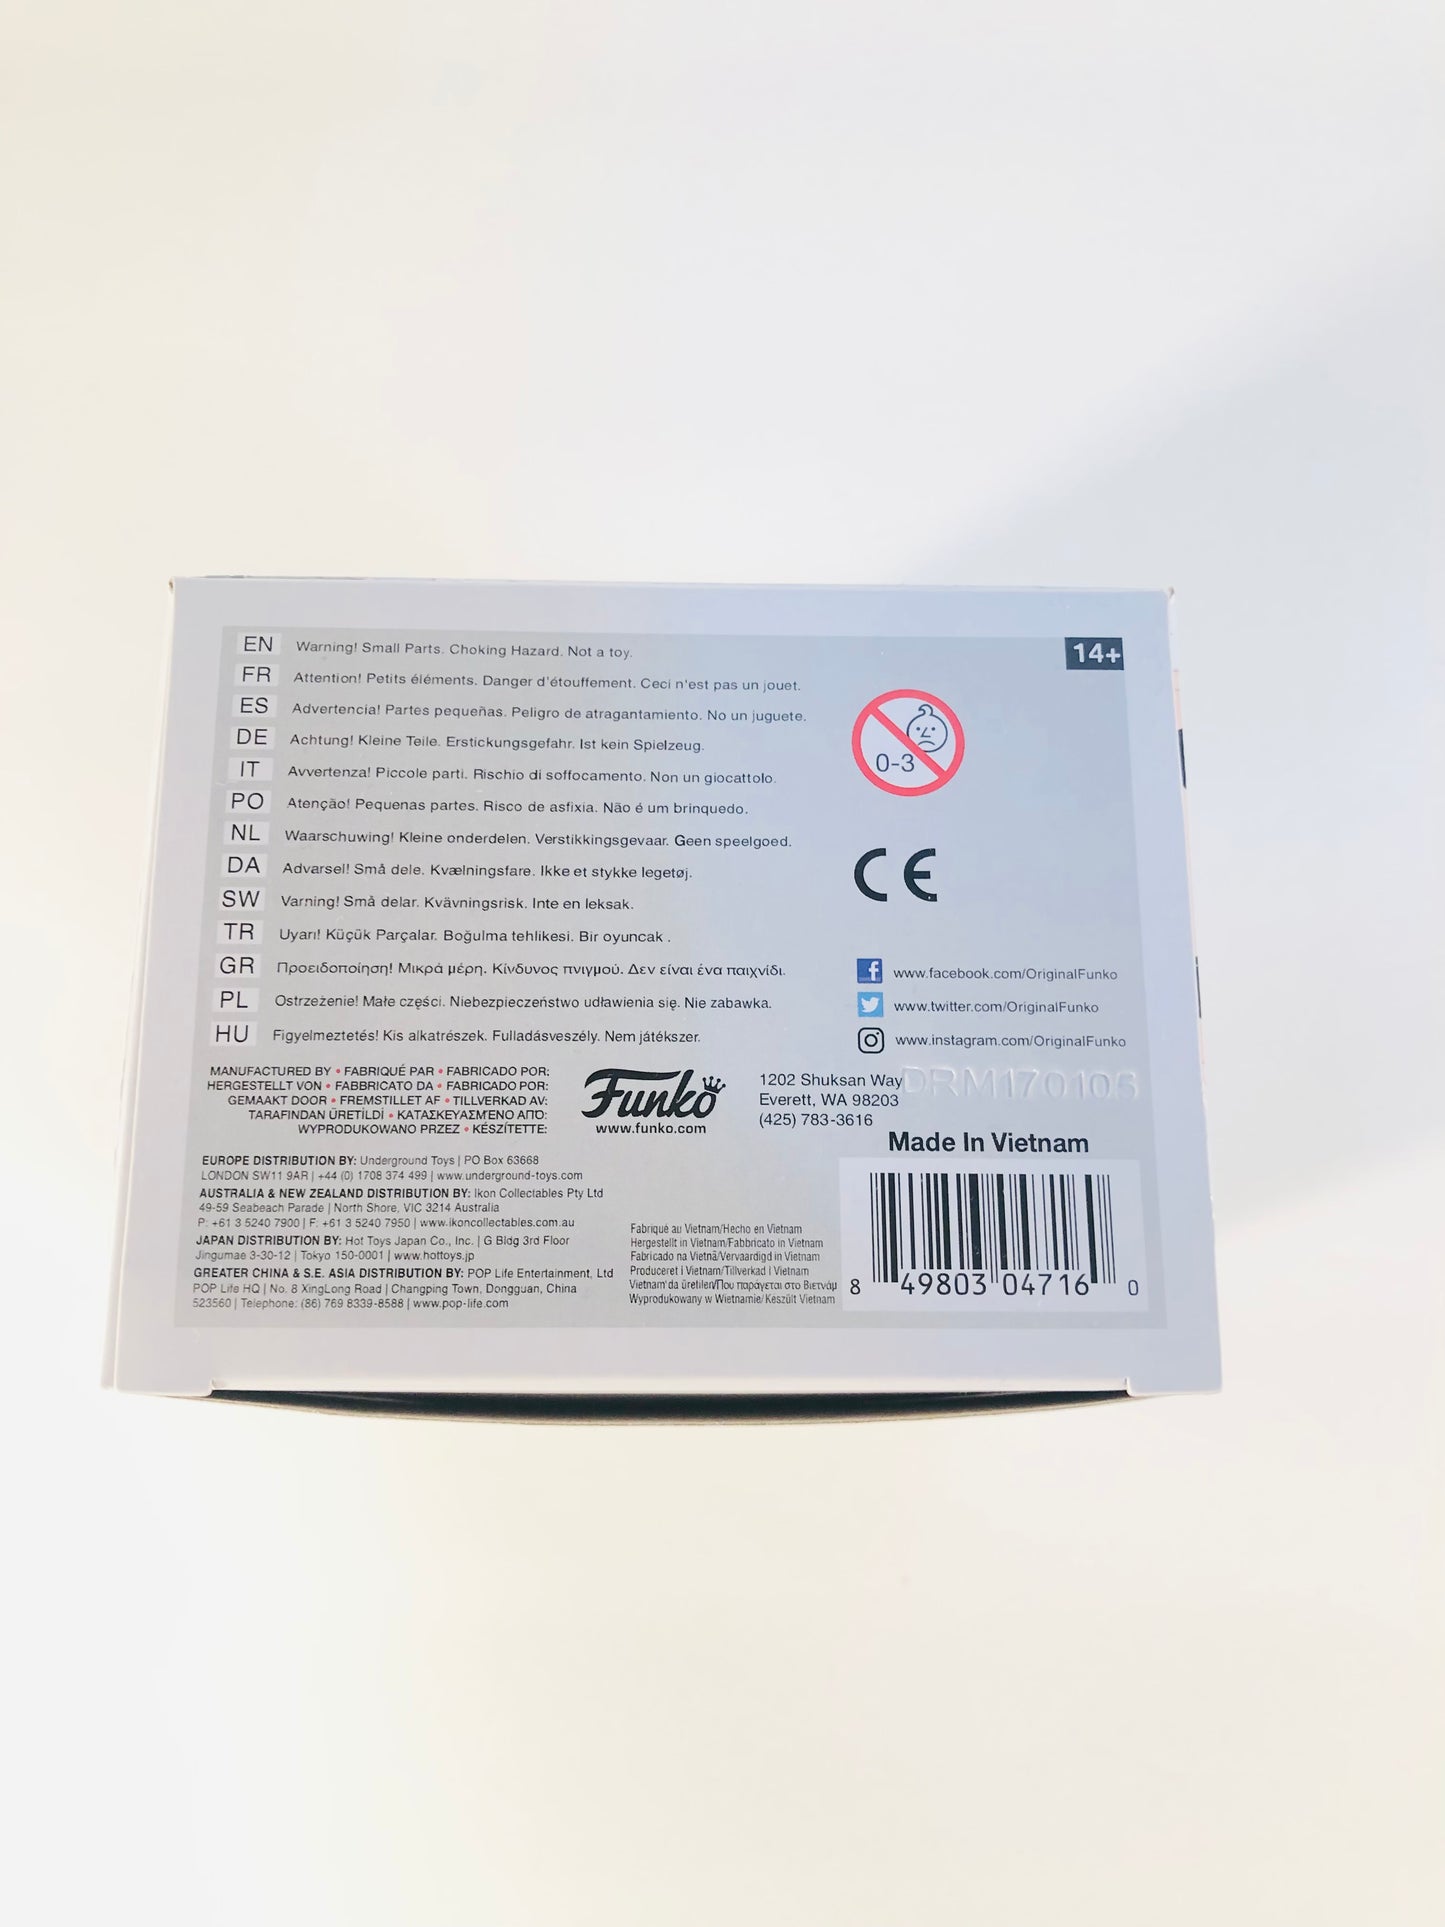 EN Warning! Small Parts. Choking Hazard. Not a toy.
FR Attention! Petits éléments. Danger d'étouffement. Ceci n'est pas un jouet.
ES Advertencia! Partes pequeñas. Peligro de atragantamiento. No un juguete.
DE Achtung! Kleine Teile. Erstickungsgefahr. Ist kein Spielzeug.
IT Avvertenza! Piccole parti. Rischio di soffocamento. Non un giocattolo.
PO Atenção! Pequenas partes. Risco de asfixia. Não é um brinquedo.
NL Waarschuwing! Kleine onderdelen. Verstikkingsgevaar. Geen speelgoed.
DA Advarsel! Små dele. Kvælningsfare. Ikke et stykke legetøj.
SW Varning! Små delar. Kvävningsrisk. Inte en leksak.
TR Uyarı! Küçük Parçalar. Boğulma tehlikesi. Bir oyuncak .
GR Προειδοποίηση! Μικρά μέρη. Κίνδυνος πνιγμού. Δεν είναι ένα παιχνίδι.
PL Ostrzeżenie! Małe części. Niebezpieczeństwo udławienia się. Nie zabawka.
HU Figyelmeztetés! Kis alkatrészek. Fulladásveszély. Nem játékszer.
14+
0-3
CE
www.facebook.com/OriginalFunko
www.twitter.com/OriginalFunko
www.instagram.com/OriginalFunko
MANUFACTURED BY • FABRIQUÉ PAR • FABRICADO POR:
HERGESTELLT VON • FABBRICATO DA • FABRICADO POR:
GEMAAKT DOOR • FREMSTILLET AF • TILLVERKAD AV:
TARAFINDAN ÜRETİLDİ • ΚΑΤΑΣΚΕΥΑΣΜΈΝΟ ΑΠΌ:
WYPRODUKOWANO PRZEZ • KÉSZÍTETTE:
Funko
www.funko.com
1202 Shuksan Way
Everett, WA 98203
(425) 783-3616
DRM170105
Made In Vietnam
EUROPE DISTRIBUTION BY: Underground Toys | PO Box 63668
LONDON SW11 9AR | +44 (0) 1708 374 499 | www.underground-toys.com
AUSTRALIA & NEW ZEALAND DISTRIBUTION BY: Ikon Collectables Pty Ltd
49-59 Seabeach Parade | North Shore, VIC 3214 Australia
P: +61 3 5240 7900 | F: +61 3 5240 7950 | www.ikoncollectables.com.au
JAPAN DISTRIBUTION BY: Hot Toys Japan Co., Inc. | G Bldg 3rd Floor
Jingumae 3-30-12 | Tokyo 150-0001 | www.hottoys.jp
GREATER CHINA & S.E. ASIA DISTRIBUTION BY: POP Life Entertainment, Ltd
POP Life HQ | No. 8 XingLong Road | Changping Town, Dongguan, China
523560 | Telephone: (86) 769 8339-8588 | www.pop-life.com
Fabriqué au Vietnam/Hecho en Vietnam
Hergestellt in Vietnam/Fabbricato in Vietnam
Fabricado na Vietnã/Vervaardigd in Vietnam
Produceret i Vietnam/Tillverkad i Vietnam
Vietnam'da üretilen/Που παράγεται στο Βιετνάμ
Wyprodukowany w Wietnamie/Készült Vietnam
8 49803 04716 0